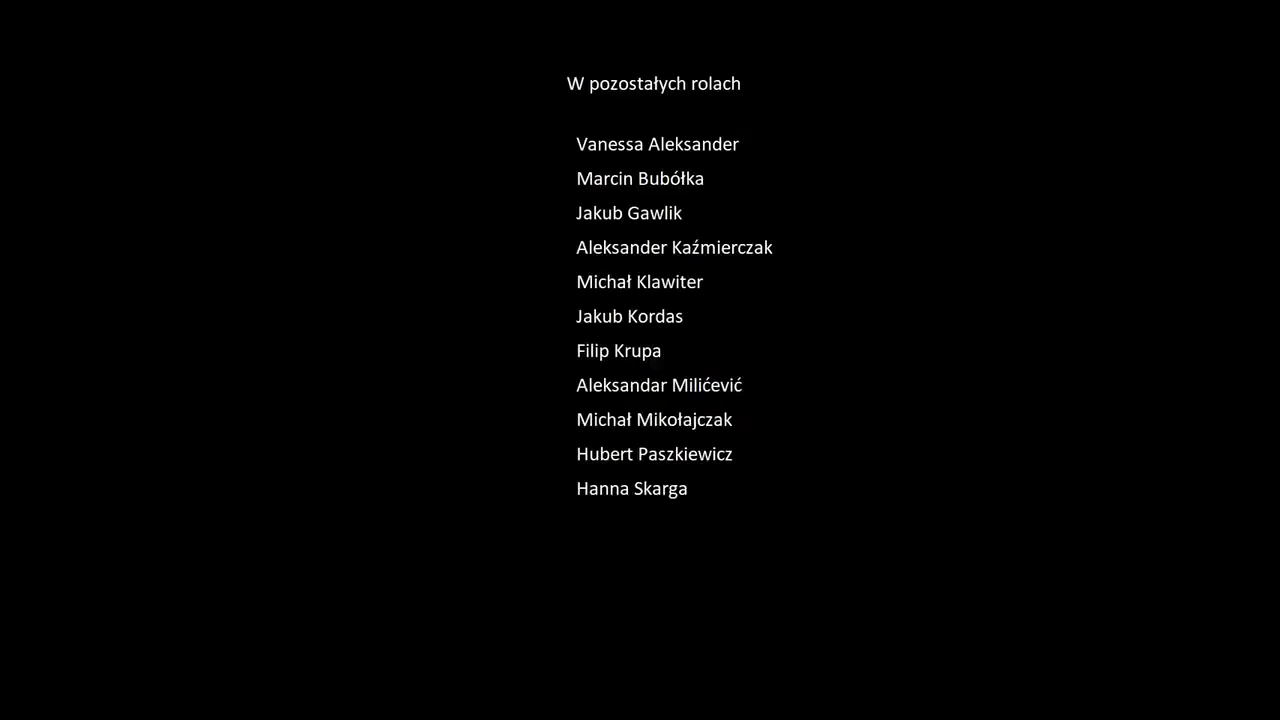 W pozostałych rolach
Vanessa Aleksander
Marcin Bubółka
Jakub Gawlik
Aleksander Kaźmierczak
Michał Klawiter
Jakub Kordas
Filip Krupa
Aleksandar Milićević
Michał Mikołajczak
Hubert Paszkiewicz
Hanna Skarga